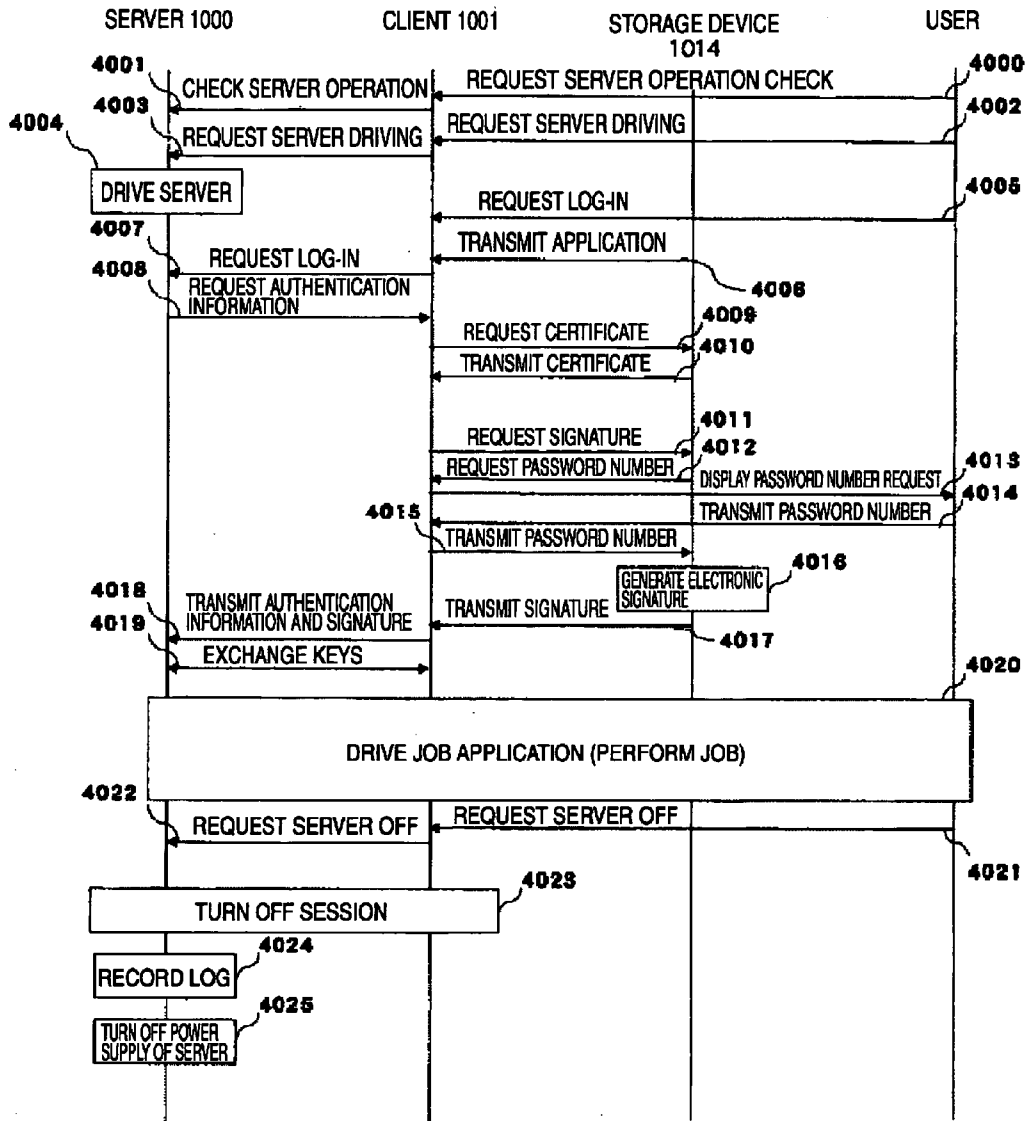 SERVER 1000
CLIENT 1001
STORAGE DEVICE
1014
USER
4001
CHECK SERVER OPERATION
REQUEST SERVER OPERATION CHECK
4000
4003
4004
REQUEST SERVER DRIVING
REQUEST SERVER DRIVING
4002
DRIVE SERVER
4005
REQUEST LOG-IN
4007
TRANSMIT APPLICATION
4006
REQUEST LOG-IN
4008
REQUEST AUTHENTICATION
INFORMATION
4009
REQUEST CERTIFICATE
4010
TRANSMIT CERTIFICATE
4011
REQUEST SIGNATURE
4012
REQUEST PASSWORD NUMBER
4013
DISPLAY PASSWORD NUMBER REQUEST
4014
TRANSMIT PASSWORD NUMBER
4015
TRANSMIT PASSWORD NUMBER
4016
GENERATE ELECTRONIC
SIGNATURE
4018
TRANSMIT AUTHENTICATION
INFORMATION AND SIGNATURE
TRANSMIT SIGNATURE
4017
4019
EXCHANGE KEYS
4020
DRIVE JOB APPLICATION (PERFORM JOB)
4022
REQUEST SERVER OFF
REQUEST SERVER OFF
4021
4023
TURN OFF SESSION
4024
RECORD LOG
4025
TURN OFF POWER
SUPPLY OF SERVER